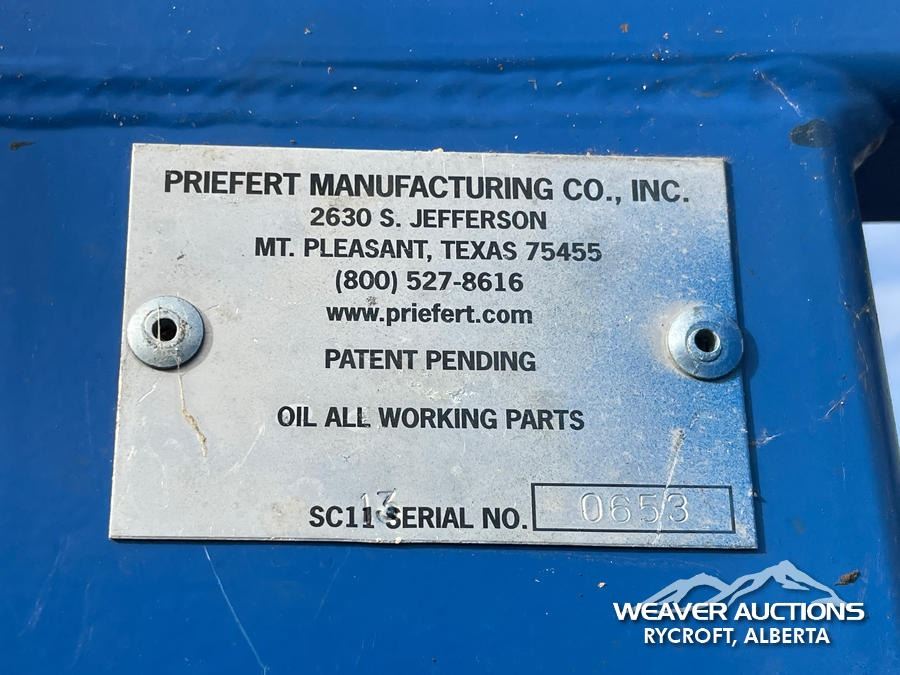 PRIEFERT MANUFACTURING CO., INC.
2630 S. JEFFERSON
MT. PLEASANT, TEXAS 75455
(800) 527-8616
www.priefert.com
PATENT PENDING
OIL ALL WORKING PARTS
13
SC11 SERIAL NO. 0653
WEAVER AUCTIONS
RYCROFT, ALBERTA